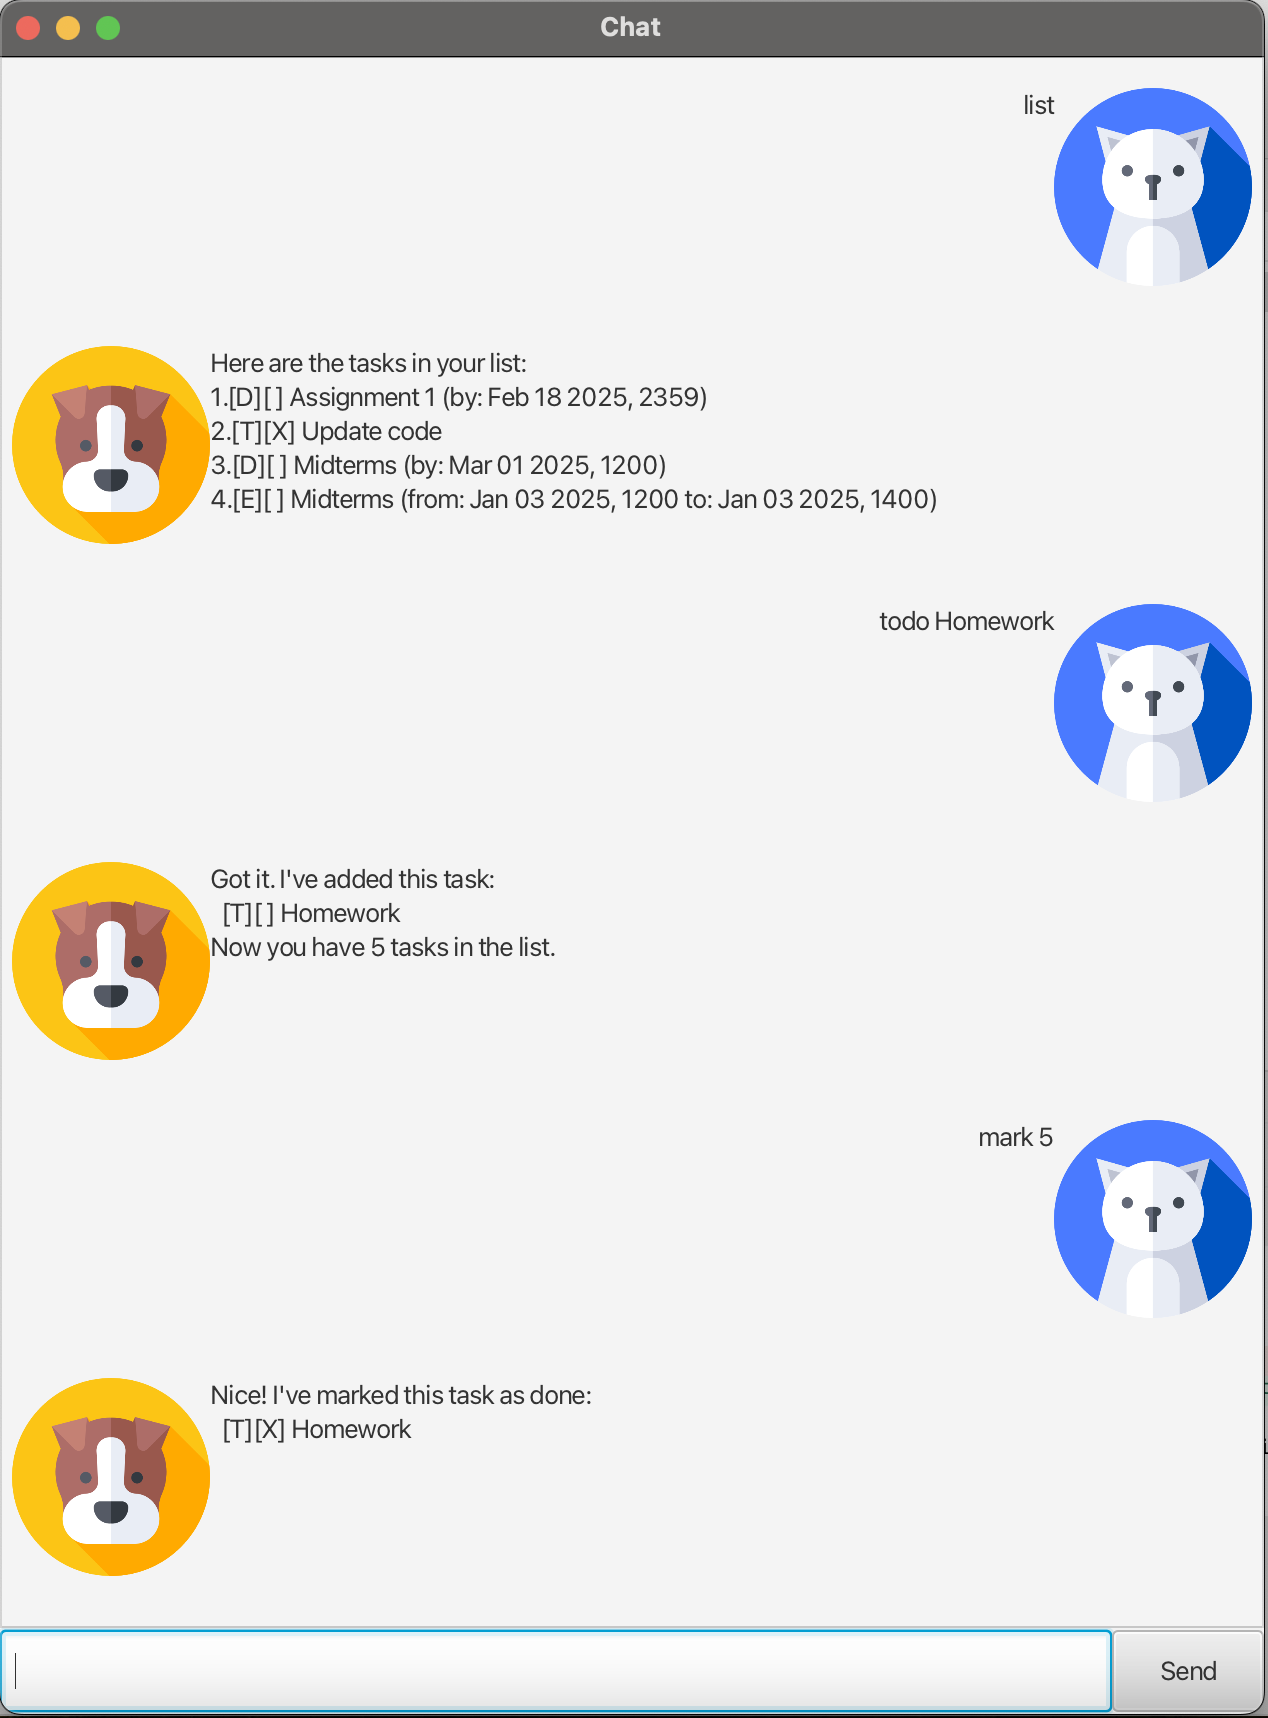 Chat
list
Here are the tasks in your list:
1.[D][ ] Assignment 1 (by: Feb 18 2025, 2359)
2.[T][X] Update code
3.[D][ ] Midterms (by: Mar 01 2025, 1200)
4.[E][ ] Midterms (from: Jan 03 2025, 1200 to: Jan 03 2025, 1400)
todo Homework
Got it. I've added this task:
[T][ ] Homework
Now you have 5 tasks in the list.
mark 5
Nice! I've marked this task as done:
[T][X] Homework
Send